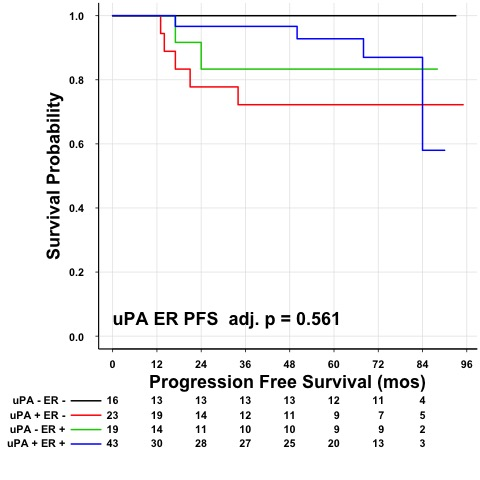 Survival Probability
1.0
0.8
0.6
0.4
0.2
0.0
uPA ER PFS adj. p = 0.561
0 12 24 36 48 60 72 84 96
Progression Free Survival (mos)
uPA - ER - 16 13 13 13 13 12 11 4
uPA + ER - 23 19 14 12 11 9 7 5
uPA - ER + 19 14 11 10 10 9 9 2
uPA + ER + 43 30 28 27 25 20 13 3